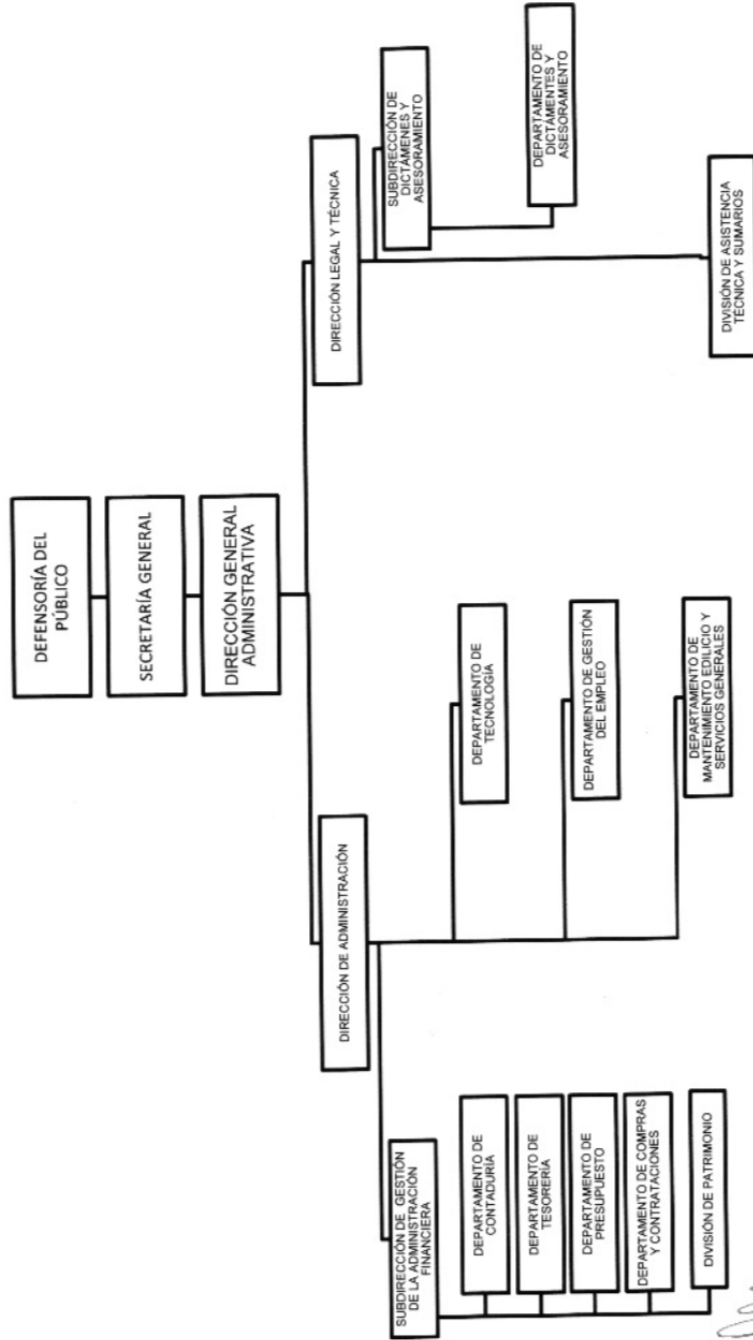 DEFENSORÍA DEL
PÚBLICO
SECRETARÍA GENERAL
DIRECCIÓN GENERAL
ADMINISTRATIVA
DIRECCIÓN DE ADMINISTRACIÓN
DIRECCIÓN LEGAL Y TÉCNICA
SUBDIRECCIÓN DE GESTIÓN
DE LA ADMINISTRACIÓN
FINANCIERA
DEPARTAMENTO DE
CONTADURÍA
DEPARTAMENTO DE
TESORERÍA
DEPARTAMENTO DE
PRESUPUESTO
DEPARTAMENTO DE COMPRAS
Y CONTRATACIONES
DIVISIÓN DE PATRIMONIO
DEPARTAMENTO DE
TECNOLOGÍA
DEPARTAMENTO DE GESTIÓN
DEL EMPLEO
DEPARTAMENTO DE
MANTENIMIENTO EDILICIO Y
SERVICIOS GENERALES
SUBDIRECCIÓN DE
DICTÁMENES Y
ASESORAMIENTO
DEPARTAMENTO DE
DICTÁMENTES Y
ASESORAMIENTO
DIVISIÓN DE ASISTENCIA
TÉCNICA Y SUMARIOS